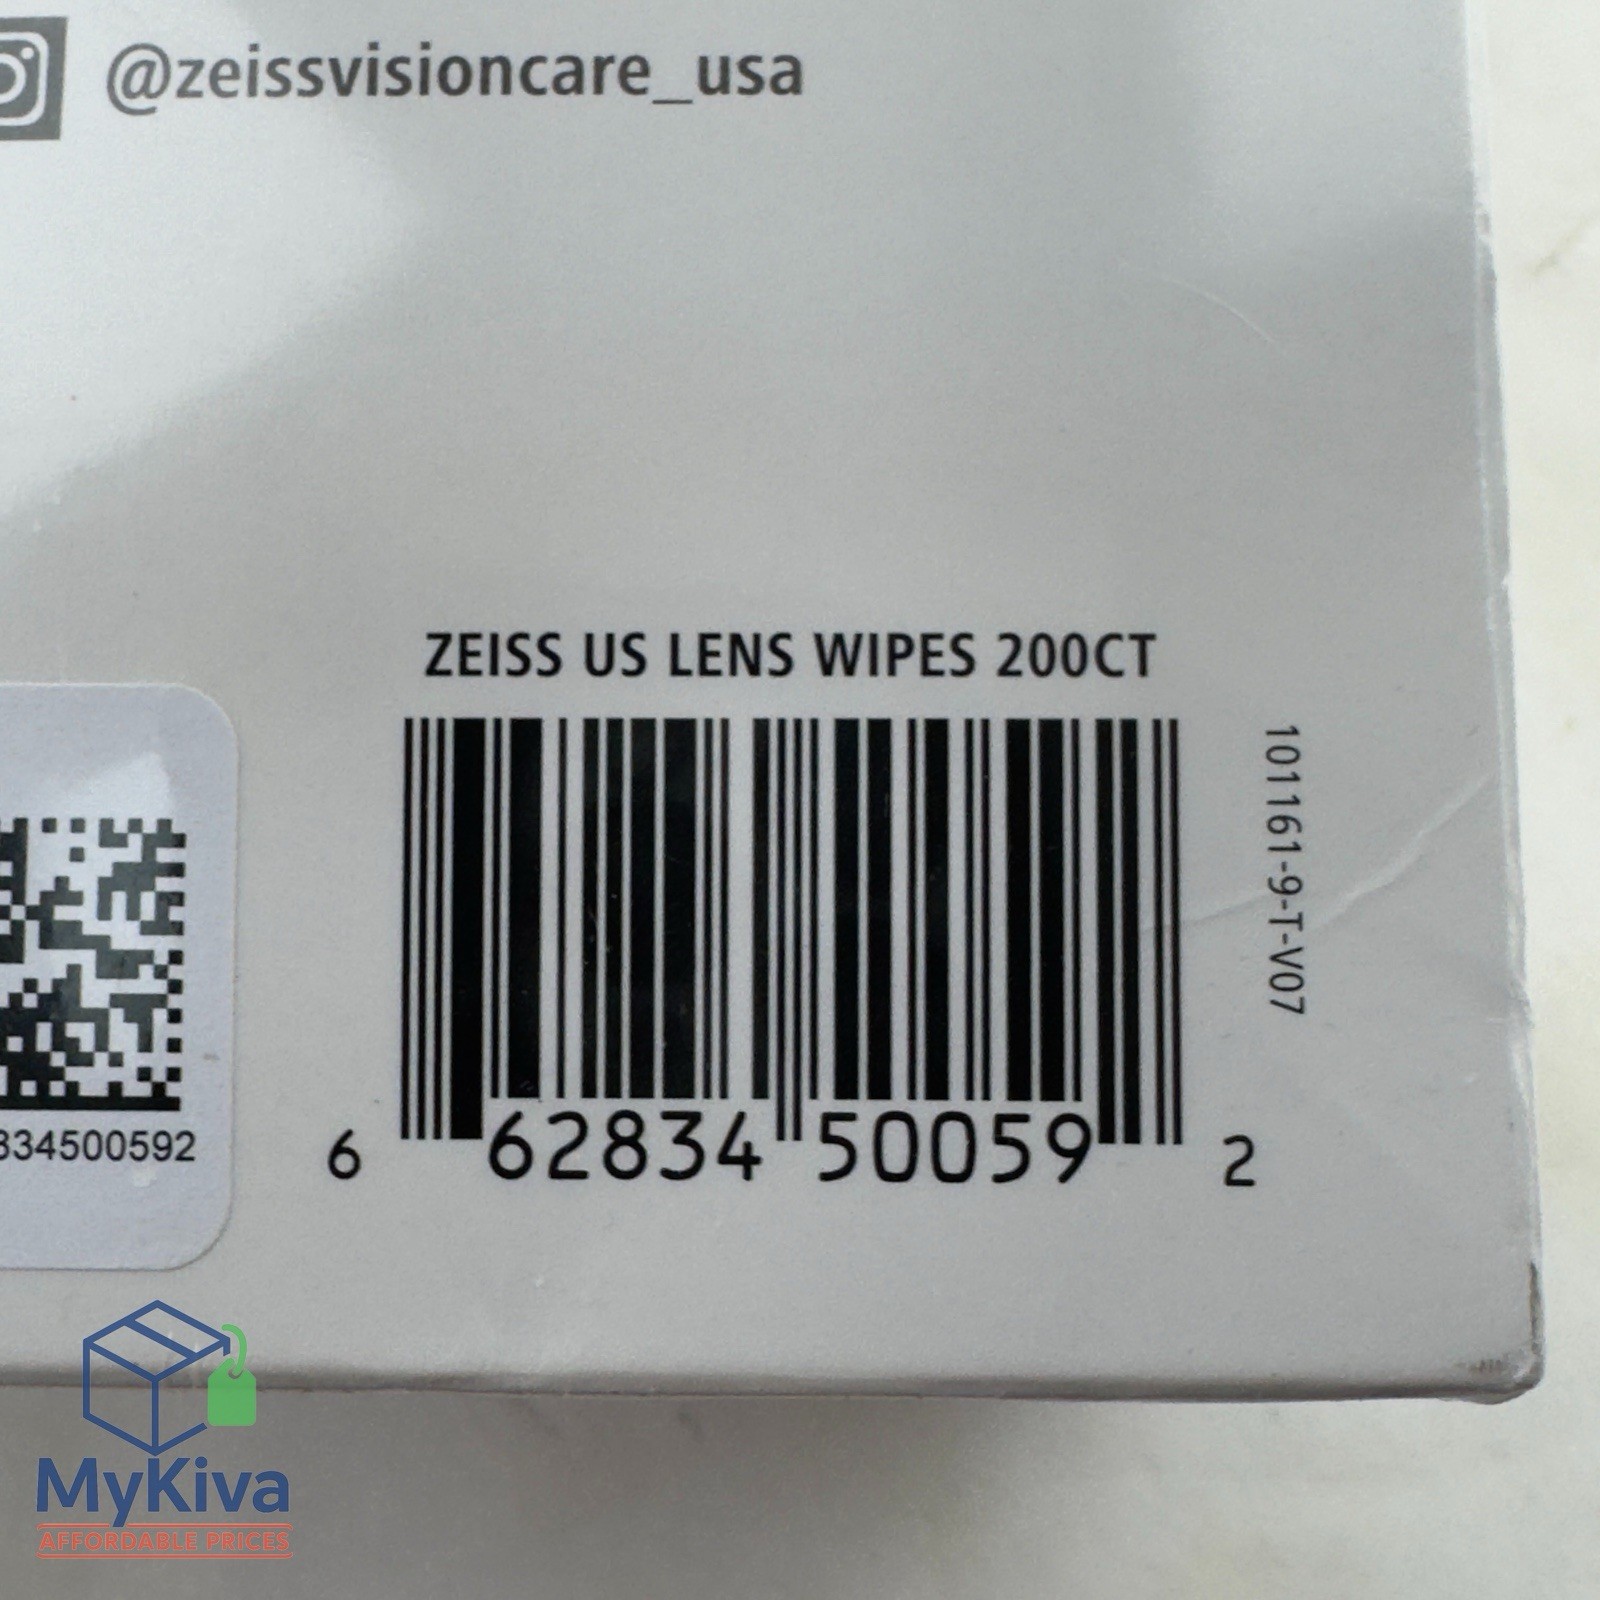 @zeissvisioncare_usa
ZEISS US LENS WIPES 200CT
101161-9-T-V07
834500592
6 62834 50059 2
MyKiva
AFFORDABLE PRICES